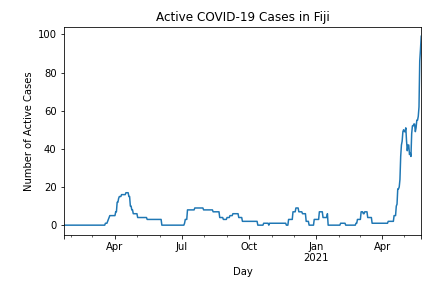 Active COVID-19 Cases in Fiji
Number of Active Cases
100
80
60
40
20
0
Apr Jul Oct Jan Apr
2021
Day